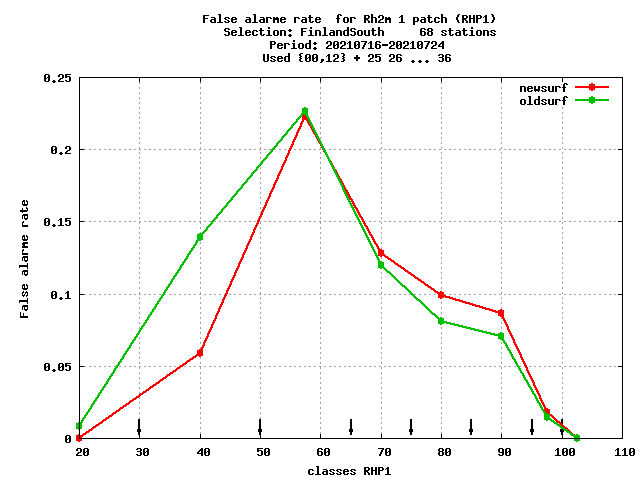 False alarme rate  for Rh2m 1 patch (RHP1)
Selection: FinlandSouth     68 stations
Period: 20210716-20210724
Used {00,12} + 25 26 ... 36
newsurf
oldsurf
0.25
0.2
0.15
0.1
0.05
0
False alarme rate
20 30 40 50 60 70 80 90 100 110
classes RHP1